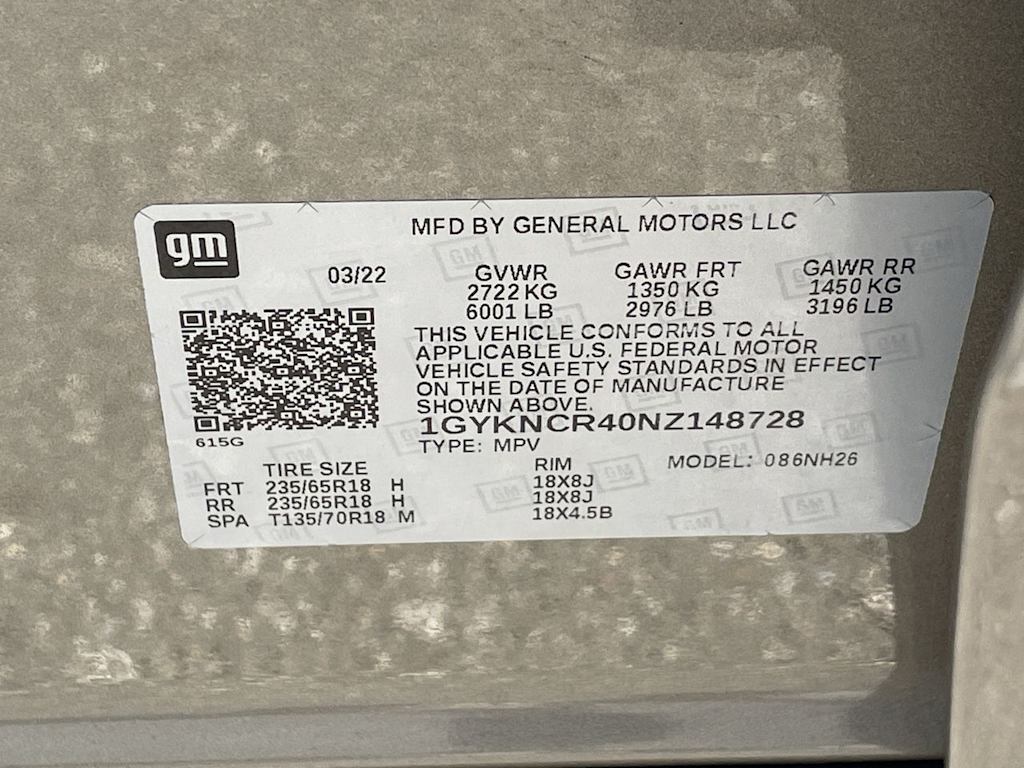 gm
MFD BY GENERAL MOTORS LLC
03/22
GVWR GAWR FRT GAWR RR
2722 KG 1350 KG 1450 KG
6001 LB 2976 LB 3196 LB
THIS VEHICLE CONFORMS TO ALL
APPLICABLE U.S. FEDERAL MOTOR
VEHICLE SAFETY STANDARDS IN EFFECT
ON THE DATE OF MANUFACTURE
SHOWN ABOVE.
1GYKNCR40NZ148728
615G
TYPE: MPV
MODEL: 086NH26
TIRE SIZE RIM
FRT 235/65R18 H 18X8J
RR 235/65R18 H 18X8J
SPA T135/70R18 M 18X4.5B